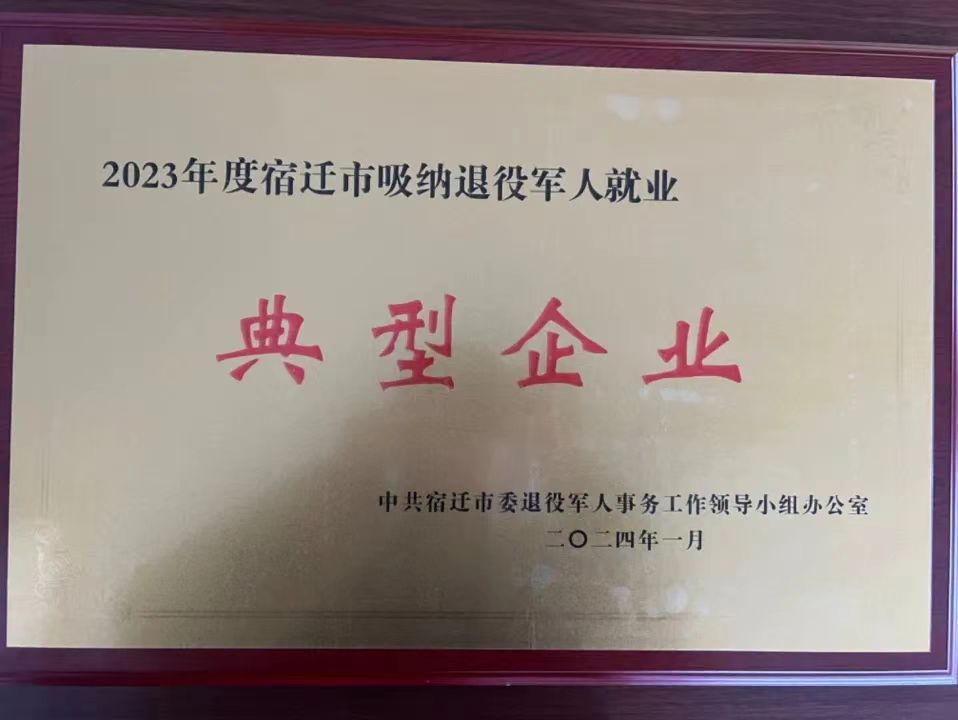 2023年度宿迁市吸纳退役军人就业
典型企业
中共宿迁市委退役军人事务工作领导小组办公室
二〇二四年一月